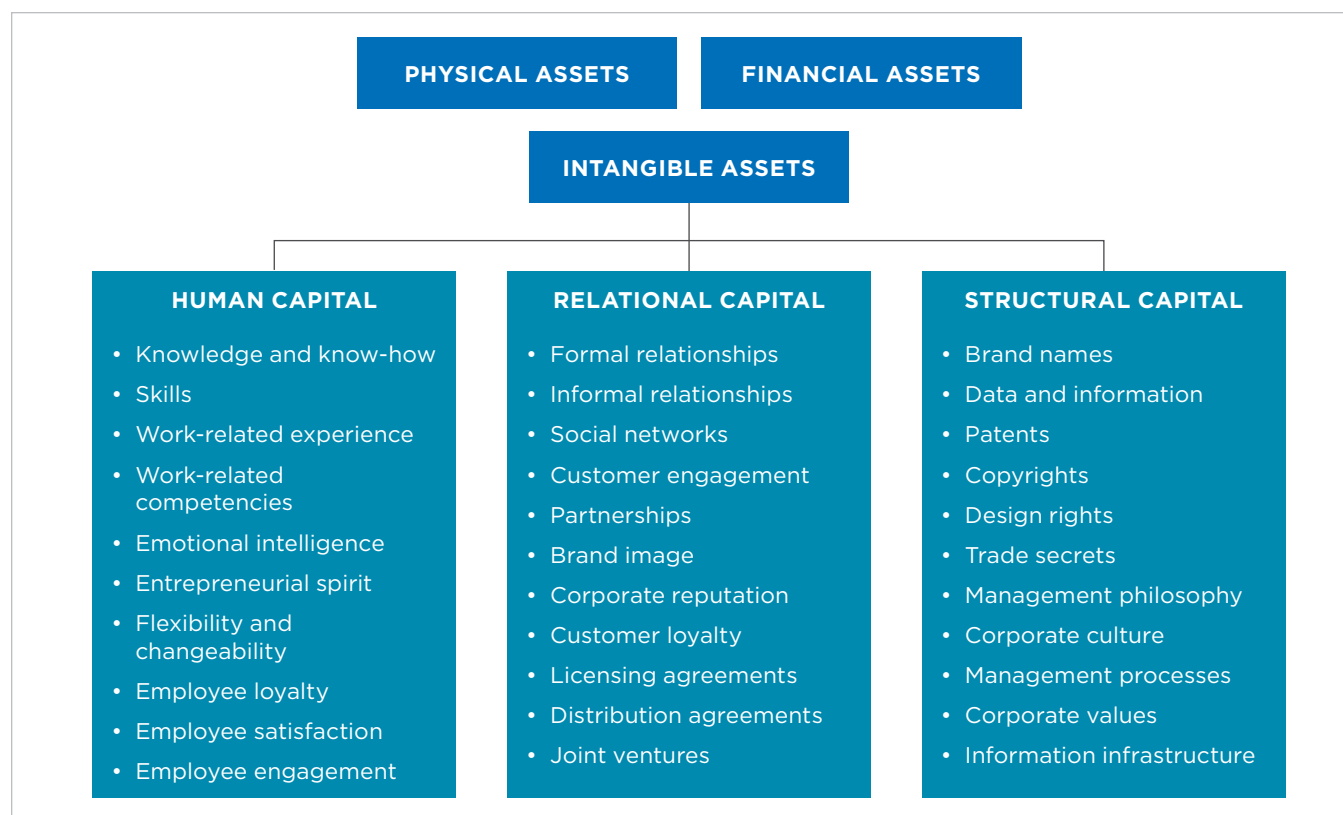 PHYSICAL ASSETS
FINANCIAL ASSETS
INTANGIBLE ASSETS
HUMAN CAPITAL
• Knowledge and know-how
• Skills
• Work-related experience
• Work-related
competencies
• Emotional intelligence
• Entrepreneurial spirit
• Flexibility and
changeability
• Employee loyalty
• Employee satisfaction
• Employee engagement
RELATIONAL CAPITAL
• Formal relationships
• Informal relationships
• Social networks
• Customer engagement
• Partnerships
• Brand image
• Corporate reputation
• Customer loyalty
• Licensing agreements
• Distribution agreements
• Joint ventures
STRUCTURAL CAPITAL
• Brand names
• Data and information
• Patents
• Copyrights
• Design rights
• Trade secrets
• Management philosophy
• Corporate culture
• Management processes
• Corporate values
• Information infrastructure